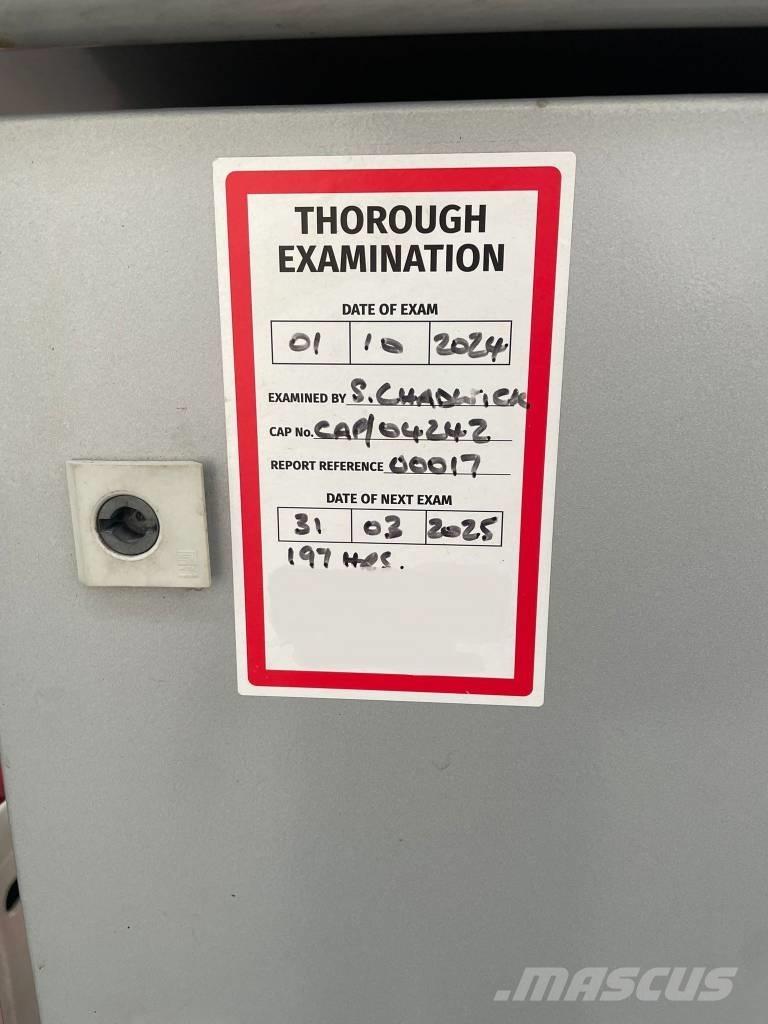 THOROUGH
EXAMINATION
DATE OF EXAM
01 10 2024
EXAMINED BY S. CHADWICK
CAP No. CAP/04242
REPORT REFERENCE 00017
DATE OF NEXT EXAM
31 03 2025
197 HRS.
MASCUS